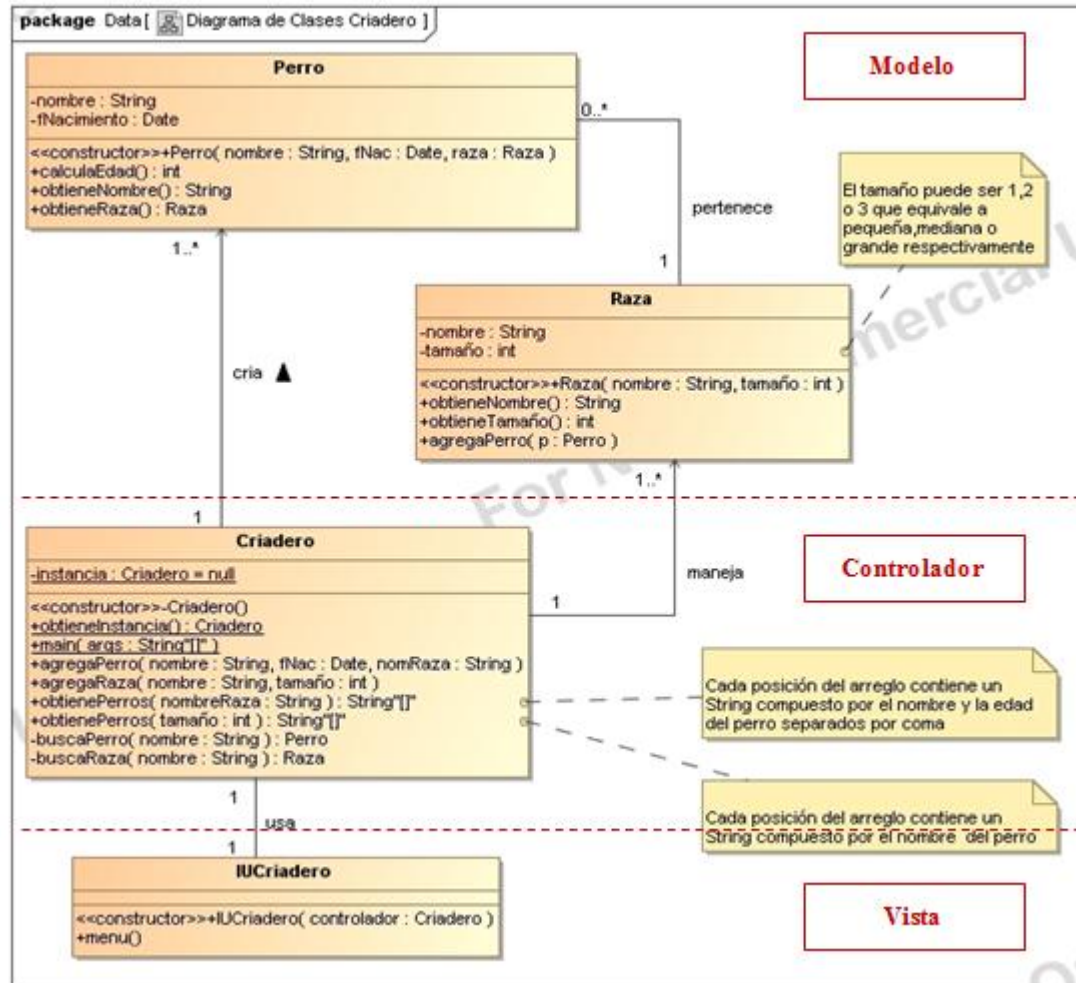 package Data[ Diagrama de Clases Criadero ]
Modelo
Perro
-nombre : String
-fNacimiento : Date
<<constructor>>+Perro( nombre : String, fNac : Date, raza : Raza )
+calculaEdad() : int
+obtieneNombre() : String
+obtieneRaza() : Raza
0..*
pertenece
1
El tamaño puede ser 1,2
o 3 que equivale a
pequeña,mediana o
grande respectivamente
1..*
cria
1
Raza
-nombre : String
-tamaño : int
<<constructor>>+Raza( nombre : String, tamaño : int )
+obtieneNombre() : String
+obtieneTamaño() : int
+agregaPerro( p : Perro )
1..*
maneja
1
Controlador
Criadero
-instancia : Criadero = null
<<constructor>>-Criadero()
+obtieneInstancia() : Criadero
+main( args : String"[]" )
+agregaPerro( nombre : String, fNac : Date, nomRaza : String )
+agregaRaza( nombre : String, tamaño : int )
+obtienePerros( nombreRaza : String ) : String"[]"
+obtienePerros( tamaño : int ) : String"[]"
-buscaPerro( nombre : String ) : Perro
-buscaRaza( nombre : String ) : Raza
Cada posición del arreglo contiene un
String compuesto por el nombre y la edad
del perro separados por coma
Cada posición del arreglo contiene un
String compuesto por el nombre del perro
1
usa
1
IUCriadero
<<constructor>>+IUCriadero( controlador : Criadero )
+menu()
Vista